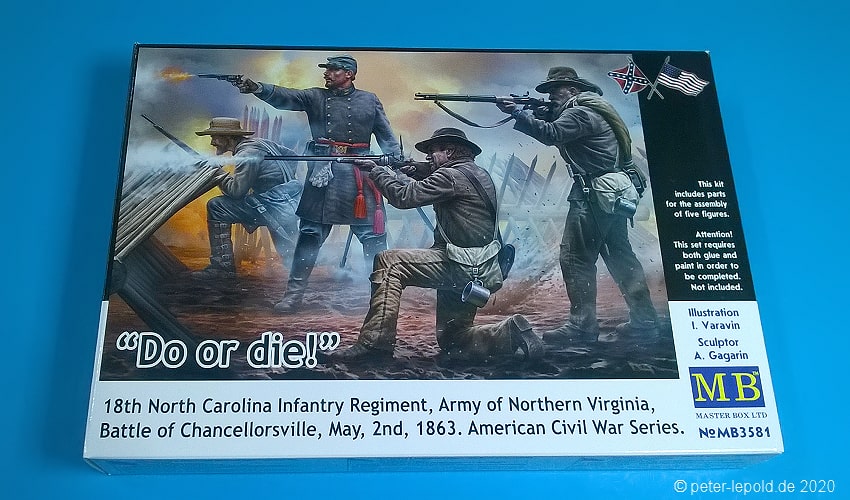 This kit
includes parts
for the assembly
of five figures.
Attention!
This set requires
both glue and
paint in order to
be completed.
Not included.
Illustration
I. Varavin
Sculptor
A. Gagarin
“Do or die!”
MB™
MASTER BOX LTD
18th North Carolina Infantry Regiment, Army of Northern Virginia,
Battle of Chancellorsville, May, 2nd, 1863. American Civil War Series.
№MB3581
© peter-lepold.de 2020